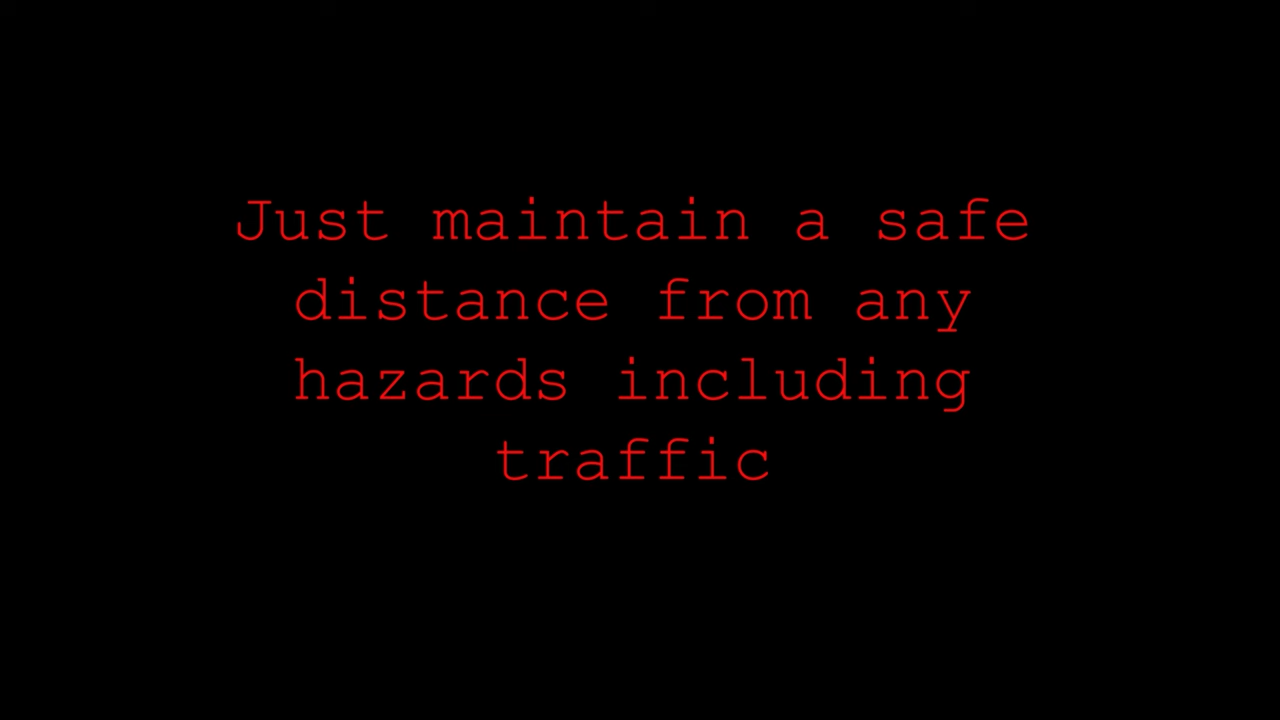 Just maintain a safe
distance from any
hazards including
traffic